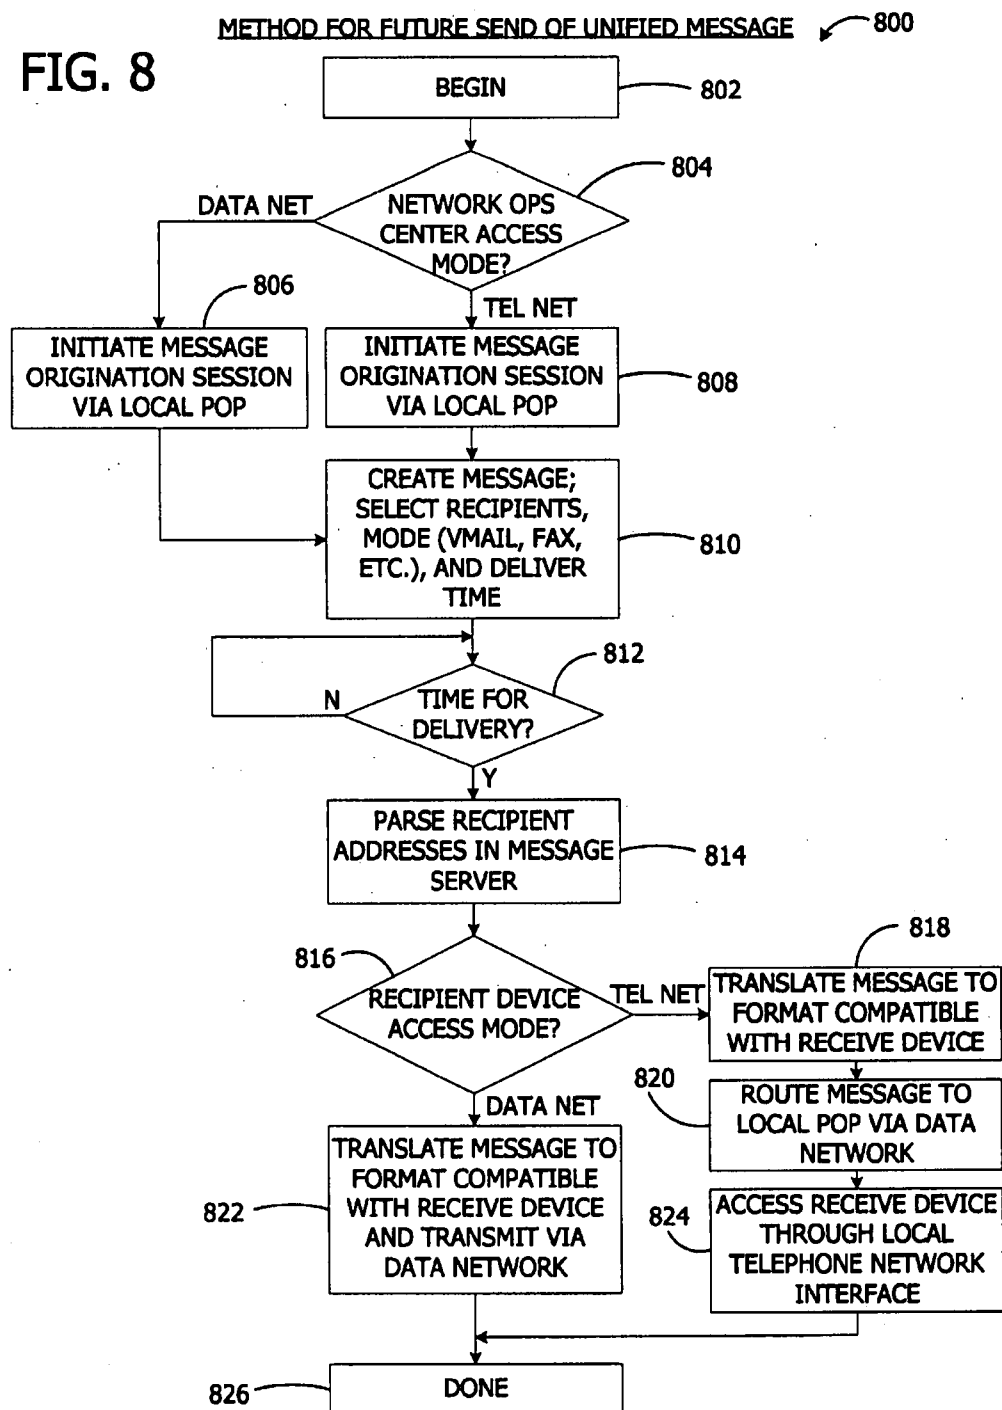 METHOD FOR FUTURE SEND OF UNIFIED MESSAGE
800
FIG. 8
BEGIN
802
804
DATA NET
NETWORK OPS
CENTER ACCESS
MODE?
806
TEL NET
INITIATE MESSAGE
ORIGINATION SESSION
VIA LOCAL POP
INITIATE MESSAGE
ORIGINATION SESSION
VIA LOCAL POP
808
CREATE MESSAGE;
SELECT RECIPIENTS,
MODE (VMAIL, FAX,
ETC.), AND DELIVER
TIME
810
812
N
TIME FOR
DELIVERY?
Y
PARSE RECIPIENT
ADDRESSES IN MESSAGE
SERVER
814
816
RECIPIENT DEVICE
ACCESS MODE?
TEL NET
818
TRANSLATE MESSAGE TO
FORMAT COMPATIBLE
WITH RECEIVE DEVICE
820
ROUTE MESSAGE TO
LOCAL POP VIA DATA
NETWORK
DATA NET
822
TRANSLATE MESSAGE TO
FORMAT COMPATIBLE
WITH RECEIVE DEVICE
AND TRANSMIT VIA
DATA NETWORK
824
ACCESS RECEIVE DEVICE
THROUGH LOCAL
TELEPHONE NETWORK
INTERFACE
826
DONE